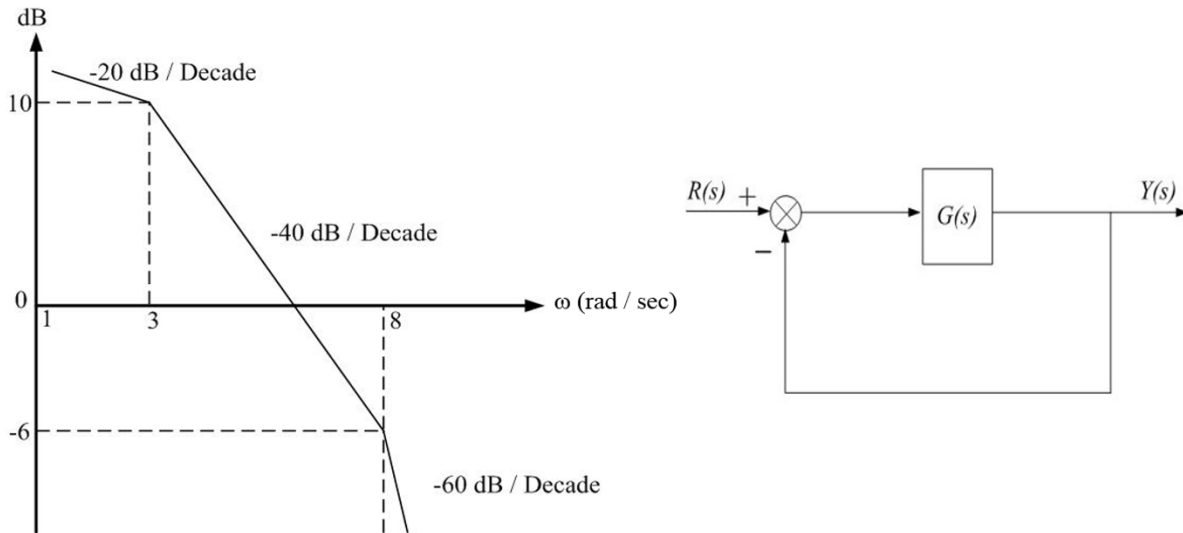 dB
-20 dB / Decade
10
-40 dB / Decade
0
1
3
8
ω (rad / sec)
-6
-60 dB / Decade
R(s)
+
−
G(s)
Y(s)